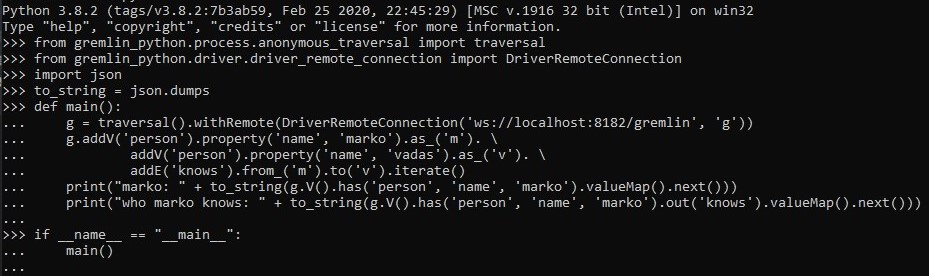 Python 3.8.2 (tags/v3.8.2:7b3ab59, Feb 25 2020, 22:45:29) [MSC v.1916 32 bit (Intel)] on win32
Type "help", "copyright", "credits" or "license" for more information.
>>> from gremlin_python.process.anonymous_traversal import traversal
>>> from gremlin_python.driver.driver_remote_connection import DriverRemoteConnection
>>> import json
>>> to_string = json.dumps
>>> def main():
...     g = traversal().withRemote(DriverRemoteConnection('ws://localhost:8182/gremlin', 'g'))
...     g.addV('person').property('name', 'marko').as_('m'). \
...             addV('person').property('name', 'vadas').as_('v'). \
...             addE('knows').from_('m').to('v').iterate()
...     print("marko: " + to_string(g.V().has('person', 'name', 'marko').valueMap().next()))
...     print("who marko knows: " + to_string(g.V().has('person', 'name', 'marko').out('knows').valueMap().next()))
...
>>> if __name__ == "__main__":
...     main()
...